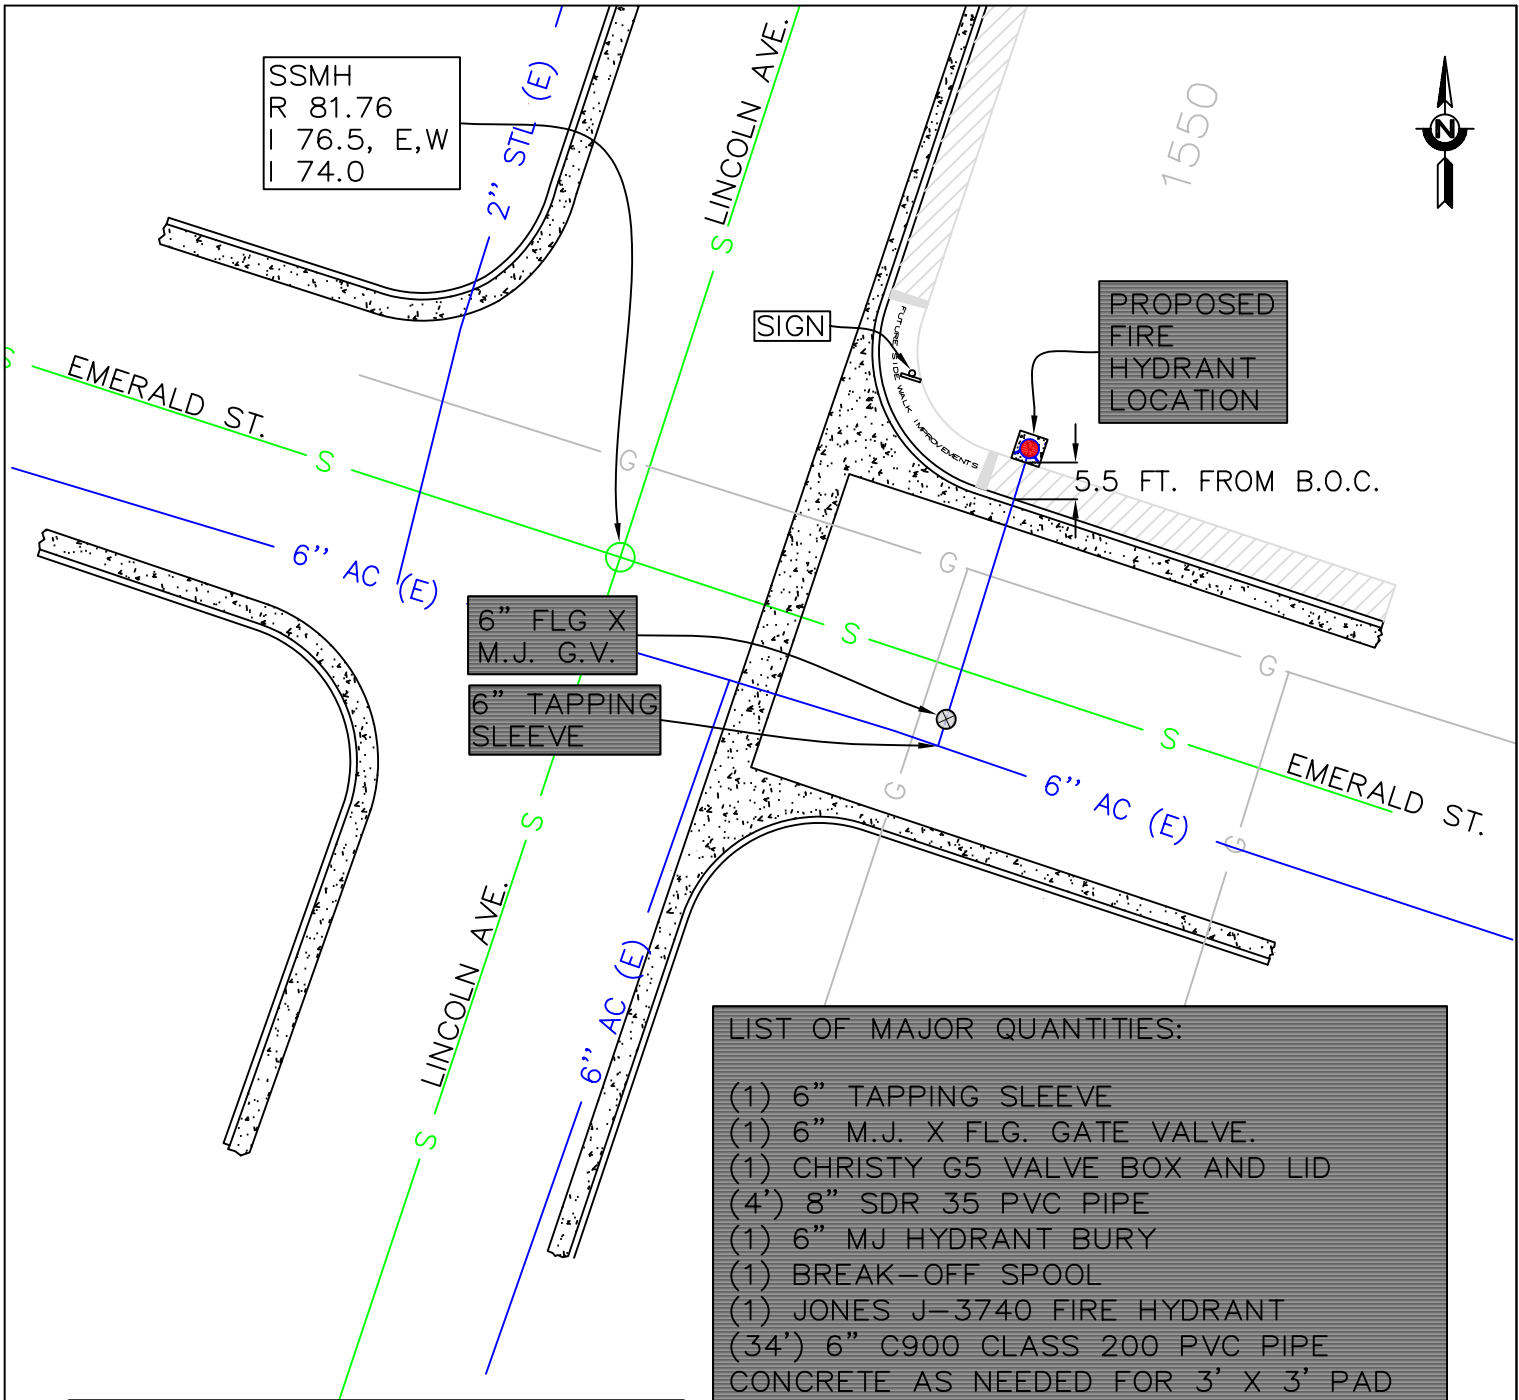 SSMH
R 81.76
I 76.5, E,W
I 74.0
2" STL (E)
LINCOLN AVE.
S
1550
N
SIGN
PROPOSED
FIRE
HYDRANT
LOCATION
FUTURE SIDE WALK IMPROVEMENTS
S
EMERALD ST.
S
G
5.5 FT. FROM B.O.C.
6" AC (E)
G
6" FLG X
M.J. G.V.
S
G
6" TAPPING
SLEEVE
S
EMERALD ST.
G
6" AC (E)
G
S
LINCOLN AVE.
6" AC (E)
S
LIST OF MAJOR QUANTITIES:
(1) 6" TAPPING SLEEVE
(1) 6" M.J. X FLG. GATE VALVE.
(1) CHRISTY G5 VALVE BOX AND LID
(4') 8" SDR 35 PVC PIPE
(1) 6" MJ HYDRANT BURY
(1) BREAK-OFF SPOOL
(1) JONES J-3740 FIRE HYDRANT
(34') 6" C900 CLASS 200 PVC PIPE
CONCRETE AS NEEDED FOR 3' X 3' PAD